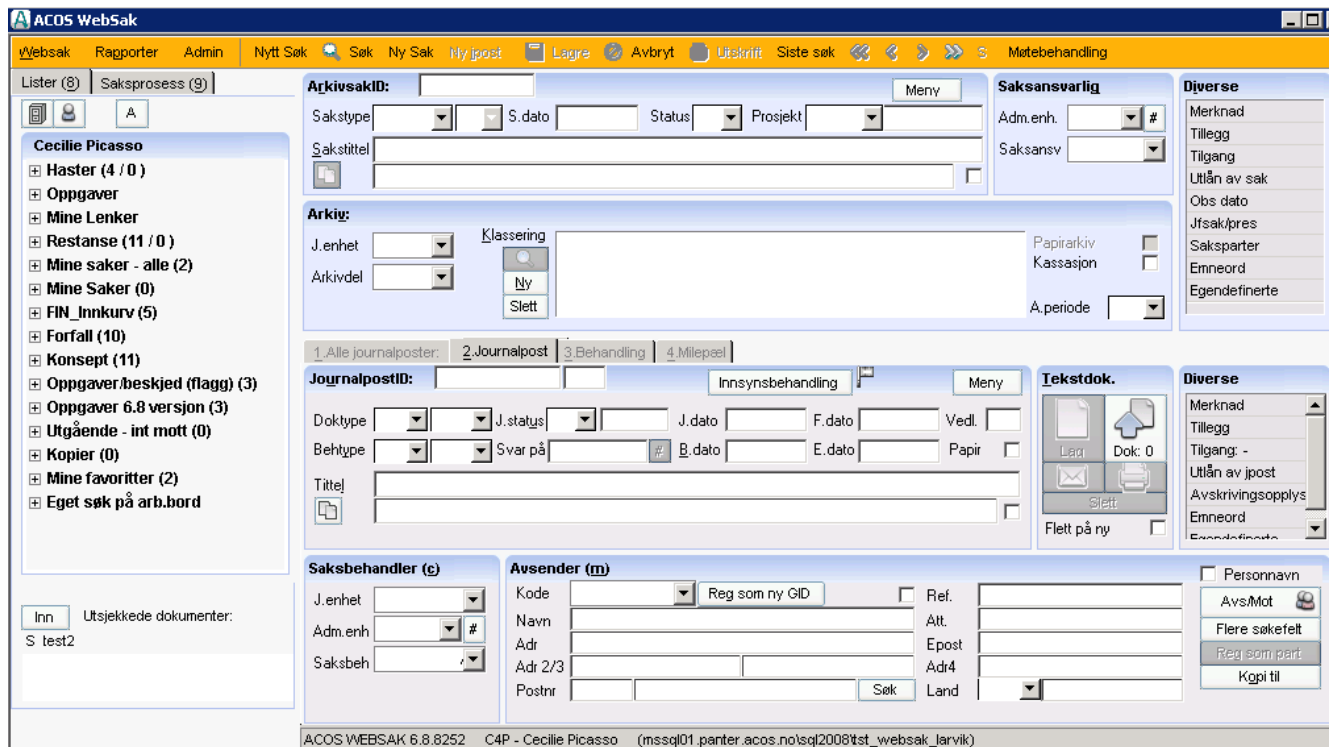 ACOS WebSak
Websak Rapporter Admin Nytt Søk Søk Ny Sak Ny jpost Lagre Avbryt Utskrift Siste søk S Møtebehandling
Lister (8) Saksprosess (9)
A
Cecilie Picasso
Haster (4 / 0 )
Oppgaver
Mine Lenker
Restanse (11 / 0 )
Mine saker - alle (2)
Mine Saker (0)
FIN_Innkurv (5)
Forfall (10)
Konsept (11)
Oppgaver/beskjed (flagg) (3)
Oppgaver 6.8 versjon (3)
Utgående - int mott (0)
Kopier (0)
Mine favoritter (2)
Eget søk på arb.bord
Inn Utsjekkede dokumenter:
S test2
ArkivsakID: Meny
Sakstype S.dato Status Prosjekt
Sakstittel
Saksansvarlig
Adm.enh. #
Saksansv
Diverse
Merknad
Tillegg
Tilgang
Utlån av sak
Obs dato
Jfsak/pres
Saksparter
Emneord
Egendefinerte
Arkiv:
J.enhet Klassering Papirarkiv
Kassasjon
Arkivdel Ny
Slett A.periode
1.Alle journalposter: 2.Journalpost 3.Behandling 4.Milepæl
JournalpostID: Innsynsbehandling Meny
Doktype J.status J.dato F.dato Vedl.
Behtype Svar på # B.dato E.dato Papir
Tittel
Tekstdok.
Lag Dok: 0
Slett
Flett på ny
Diverse
Merknad
Tillegg
Tilgang: -
Utlån av jpost
Avskrivingsopplys
Emneord
Egendefinerte
Saksbehandler (c)
J.enhet
Adm.enh #
Saksbeh
Avsender (m)
Kode Reg som ny GID Ref.
Navn Att.
Adr Epost
Adr 2/3 Adr4
Postnr Søk Land
Personnavn
Avs/Mot
Flere søkefelt
Reg som part
Kopi til
ACOS WEBSAK 6.8.8252 C4P - Cecilie Picasso (mssql01.panter.acos.no\sql2008\tst_websak_larvik)